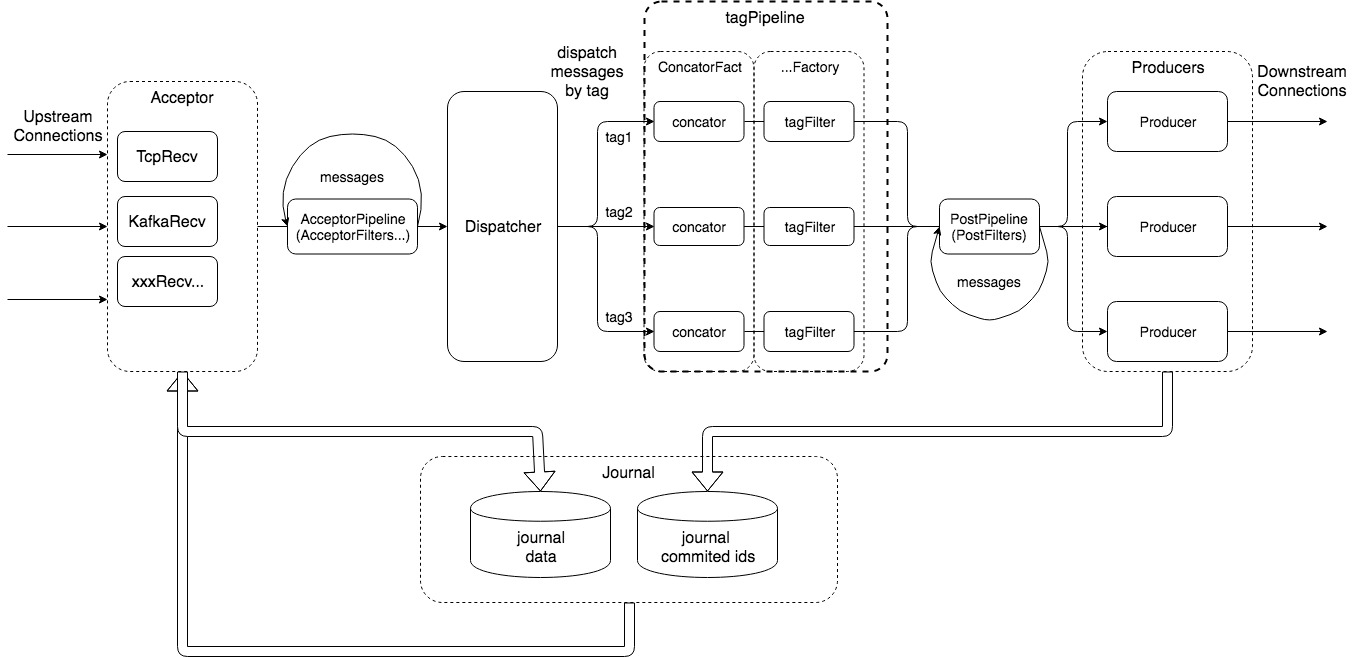 tagPipeline
dispatch
messages
by tag
ConcatorFact
...Factory
Producers
Downstream
Connections
Acceptor
Upstream
Connections
TcpRecv
KafkaRecv
xxxRecv...
messages
AcceptorPipeline
(AcceptorFilters...)
Dispatcher
tag1
concator
tagFilter
tag2
concator
tagFilter
tag3
concator
tagFilter
PostPipeline
(PostFilters)
messages
Producer
Producer
Producer
Journal
journal
data
journal
commited ids